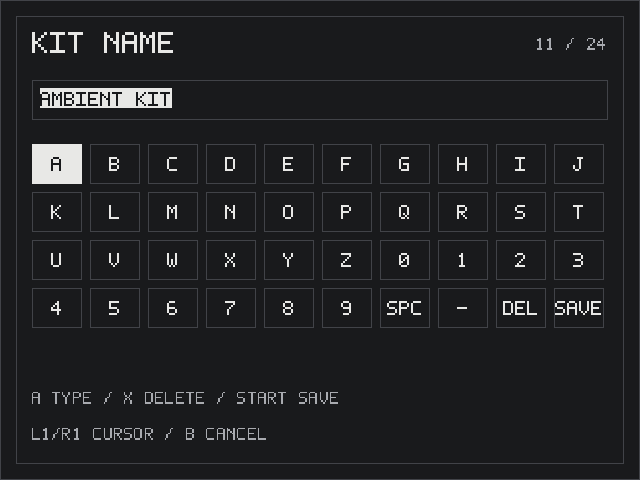 KIT NAME 11 / 24
AMBIENT KIT
A B C D E F G H I J
K L M N O P Q R S T
U V W X Y Z 0 1 2 3
4 5 6 7 8 9 SPC - DEL SAVE
A TYPE / X DELETE / START SAVE
L1/R1 CURSOR / B CANCEL